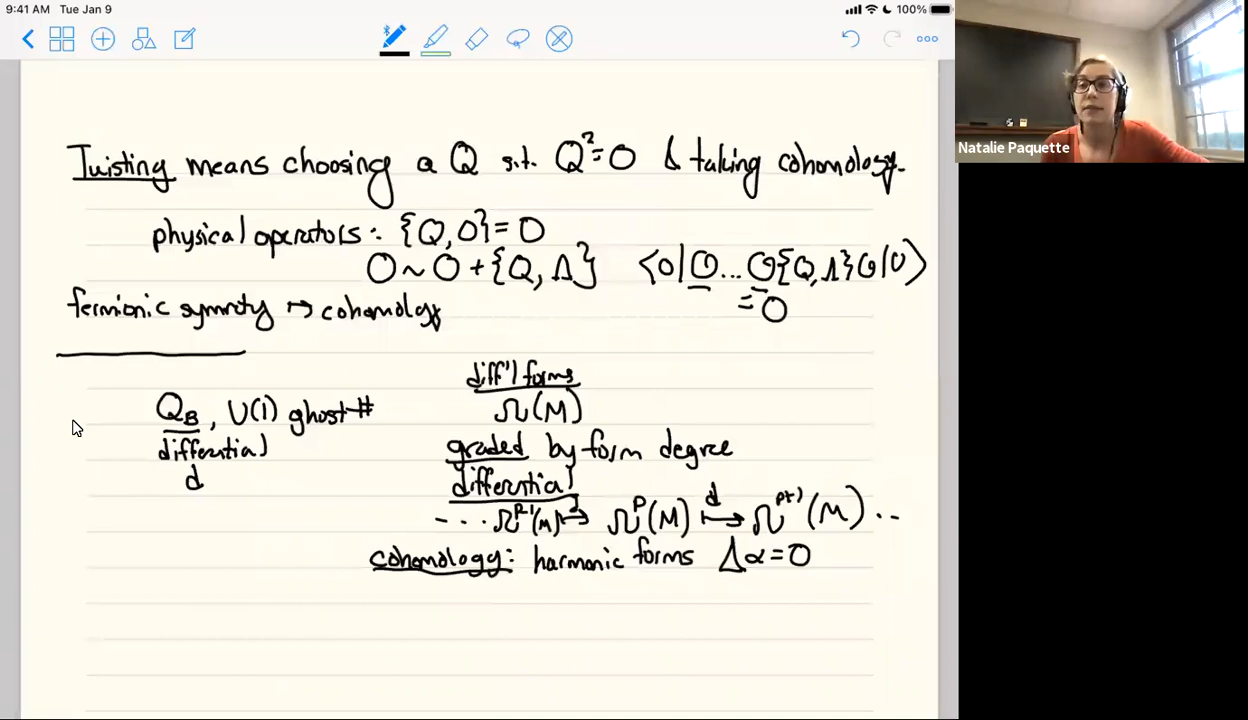 9:41 AM Tue Jan 9
100%
Natalie Paquette
Twisting means choosing a Q s.t. Q²=0 & taking cohomology.
physical operators: {Q, O}=0
O ~ O + {Q, Λ} <0|O...O{Q,Λ}O|0>
=0
fermionic symmtry ↦ cohomology
diff'l forms
Q_B, U(1) ghost #
Ω(M)
differential
graded by form degree
d
differential
... Ω^{p-1}(M) ↦ Ω^p(M) d↦ Ω^{p+1}(M) ..
cohomology: harmonic forms Δα=0